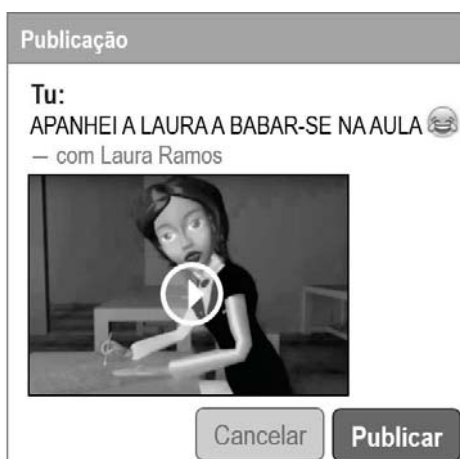 Publicação
Tu:
APANHEI A LAURA A BABAR-SE NA AULA 😂
— com Laura Ramos
Cancelar
Publicar